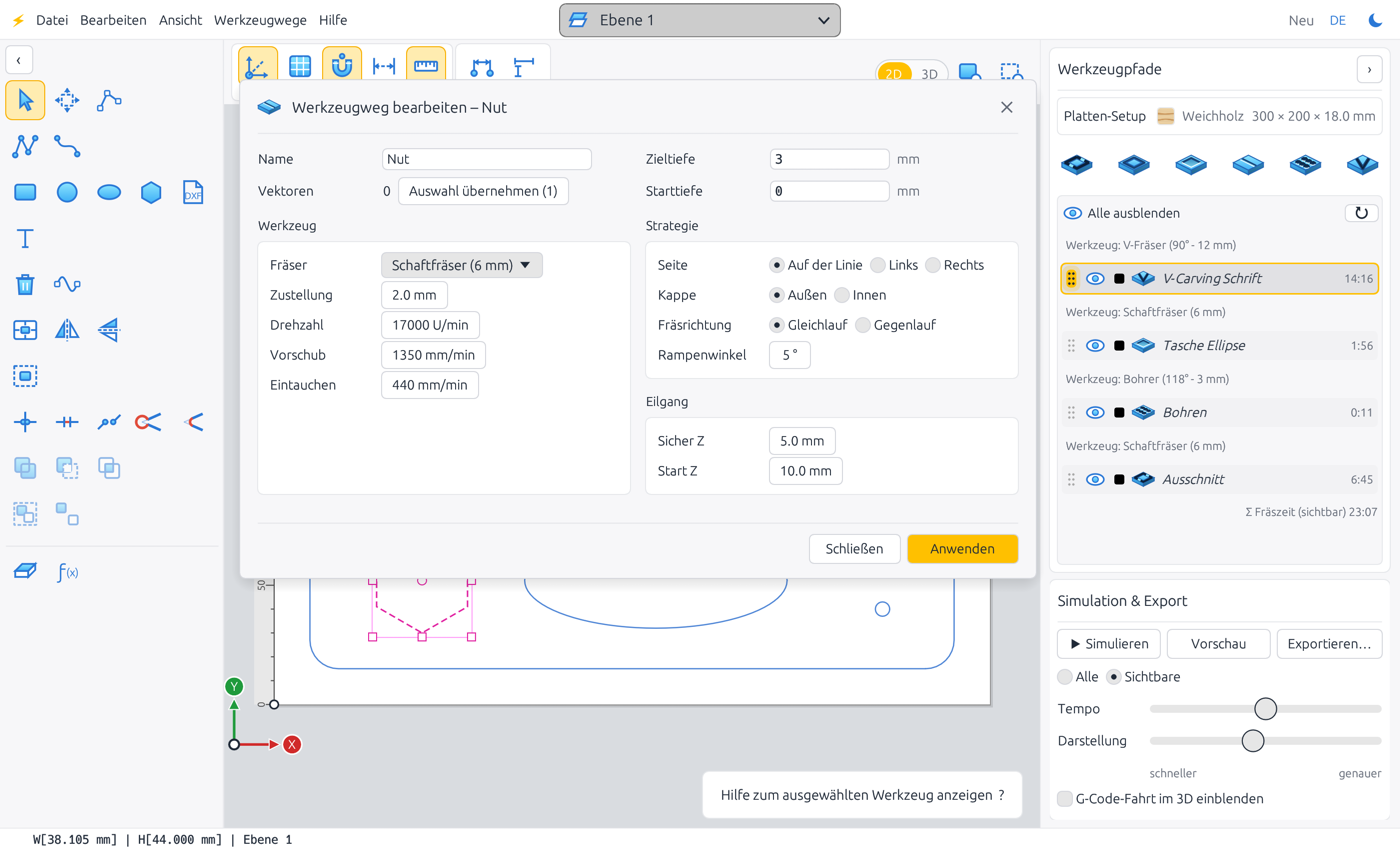 Datei Bearbeiten Ansicht Werkzeugwege Hilfe
Ebene 1
Neu DE
2D 3D
DXF
T
f(x)
Werkzeugweg bearbeiten – Nut
Name Nut
Vektoren 0 Auswahl übernehmen (1)
Zieltiefe 3 mm
Starttiefe 0 mm
Werkzeug
Fräser Schaftfräser (6 mm)
Zustellung 2.0 mm
Drehzahl 17000 U/min
Vorschub 1350 mm/min
Eintauchen 440 mm/min
Strategie
Seite Auf der Linie Links Rechts
Kappe Außen Innen
Fräsrichtung Gleichlauf Gegenlauf
Rampenwinkel 5 °
Eilgang
Sicher Z 5.0 mm
Start Z 10.0 mm
Schließen Anwenden
50
0
Y
X
Hilfe zum ausgewählten Werkzeug anzeigen ?
Werkzeugpfade
Platten-Setup Weichholz 300 × 200 × 18.0 mm
Alle ausblenden
Werkzeug: V-Fräser (90° - 12 mm)
V-Carving Schrift 14:16
Werkzeug: Schaftfräser (6 mm)
Tasche Ellipse 1:56
Werkzeug: Bohrer (118° - 3 mm)
Bohren 0:11
Werkzeug: Schaftfräser (6 mm)
Ausschnitt 6:45
Σ Fräszeit (sichtbar) 23:07
Simulation & Export
Simulieren Vorschau Exportieren…
Alle Sichtbare
Tempo
Darstellung
schneller genauer
G-Code-Fahrt im 3D einblenden
W[38.105 mm] | H[44.000 mm] | Ebene 1